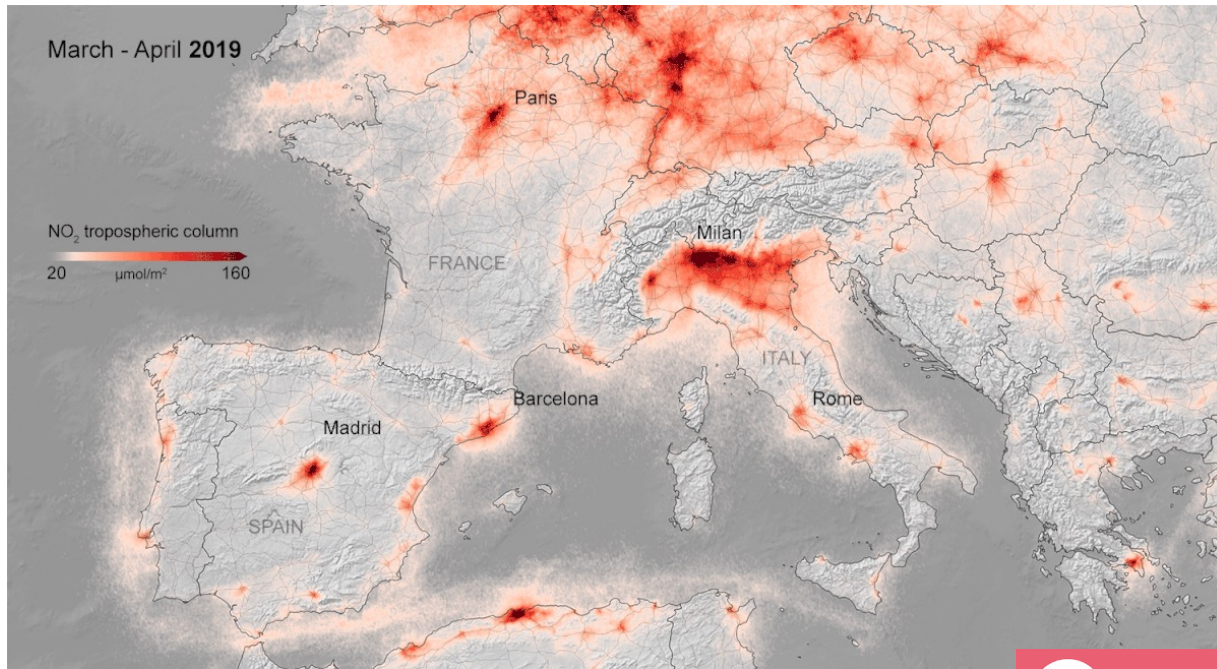 March - April 2019
Paris
NO₂ tropospheric column
20 µmol/m² 160
FRANCE
Milan
ITALY
Barcelona
Rome
Madrid
SPAIN